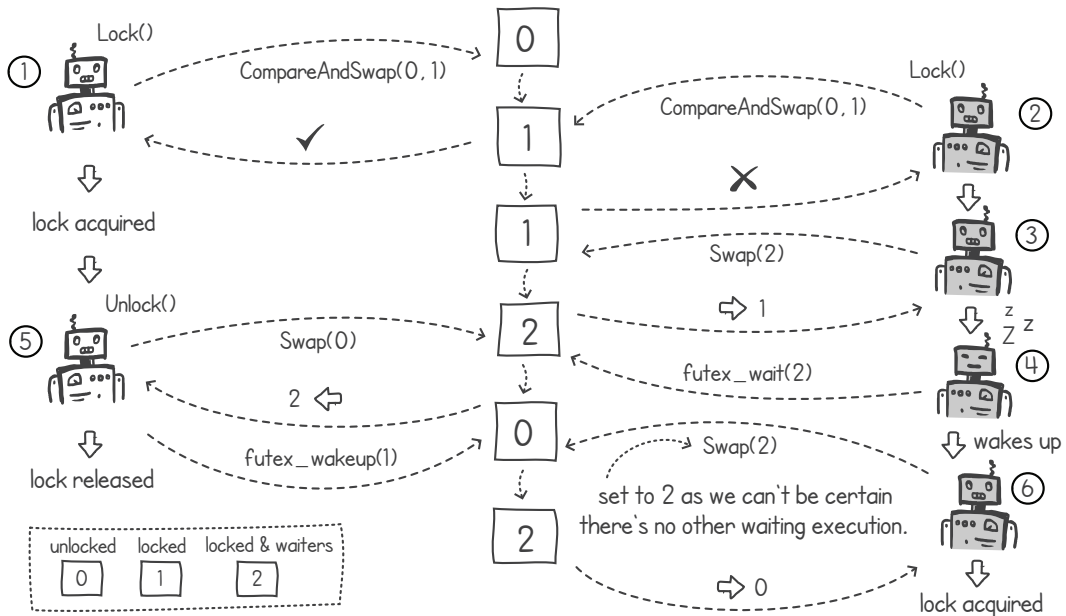 Lock()
1
CompareAndSwap(0, 1)
0
Lock()
CompareAndSwap(0, 1)
2
1
lock acquired
1
Swap(2)
3
1
Unlock()
5
Swap(0)
2
z
Z z
futex_wait(2)
4
2
0
wakes up
futex_wakeup(1)
lock released
Swap(2)
set to 2 as we can't be certain
there's no other waiting execution.
6
2
0
lock acquired
unlocked locked locked & waiters
0 1 2